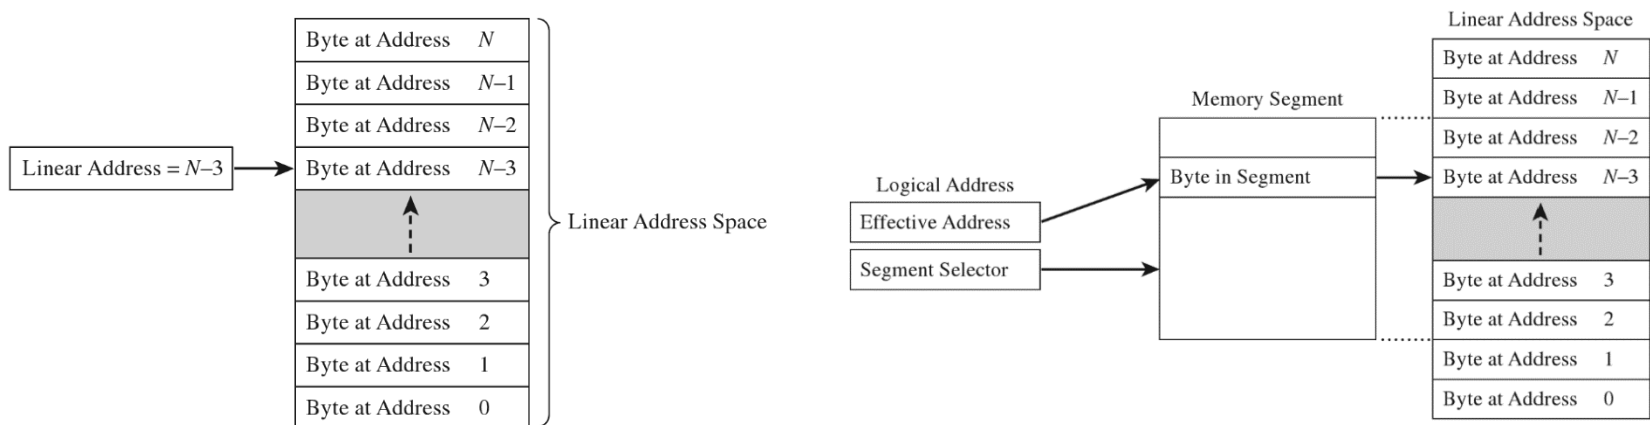 Byte at Address N
Byte at Address N–1
Byte at Address N–2
Linear Address = N–3
Byte at Address N–3
Linear Address Space
Byte at Address 3
Byte at Address 2
Byte at Address 1
Byte at Address 0
Linear Address Space
Byte at Address N
Memory Segment
Byte at Address N–1
Byte at Address N–2
Logical Address
Byte in Segment
Byte at Address N–3
Effective Address
Segment Selector
Byte at Address 3
Byte at Address 2
Byte at Address 1
Byte at Address 0